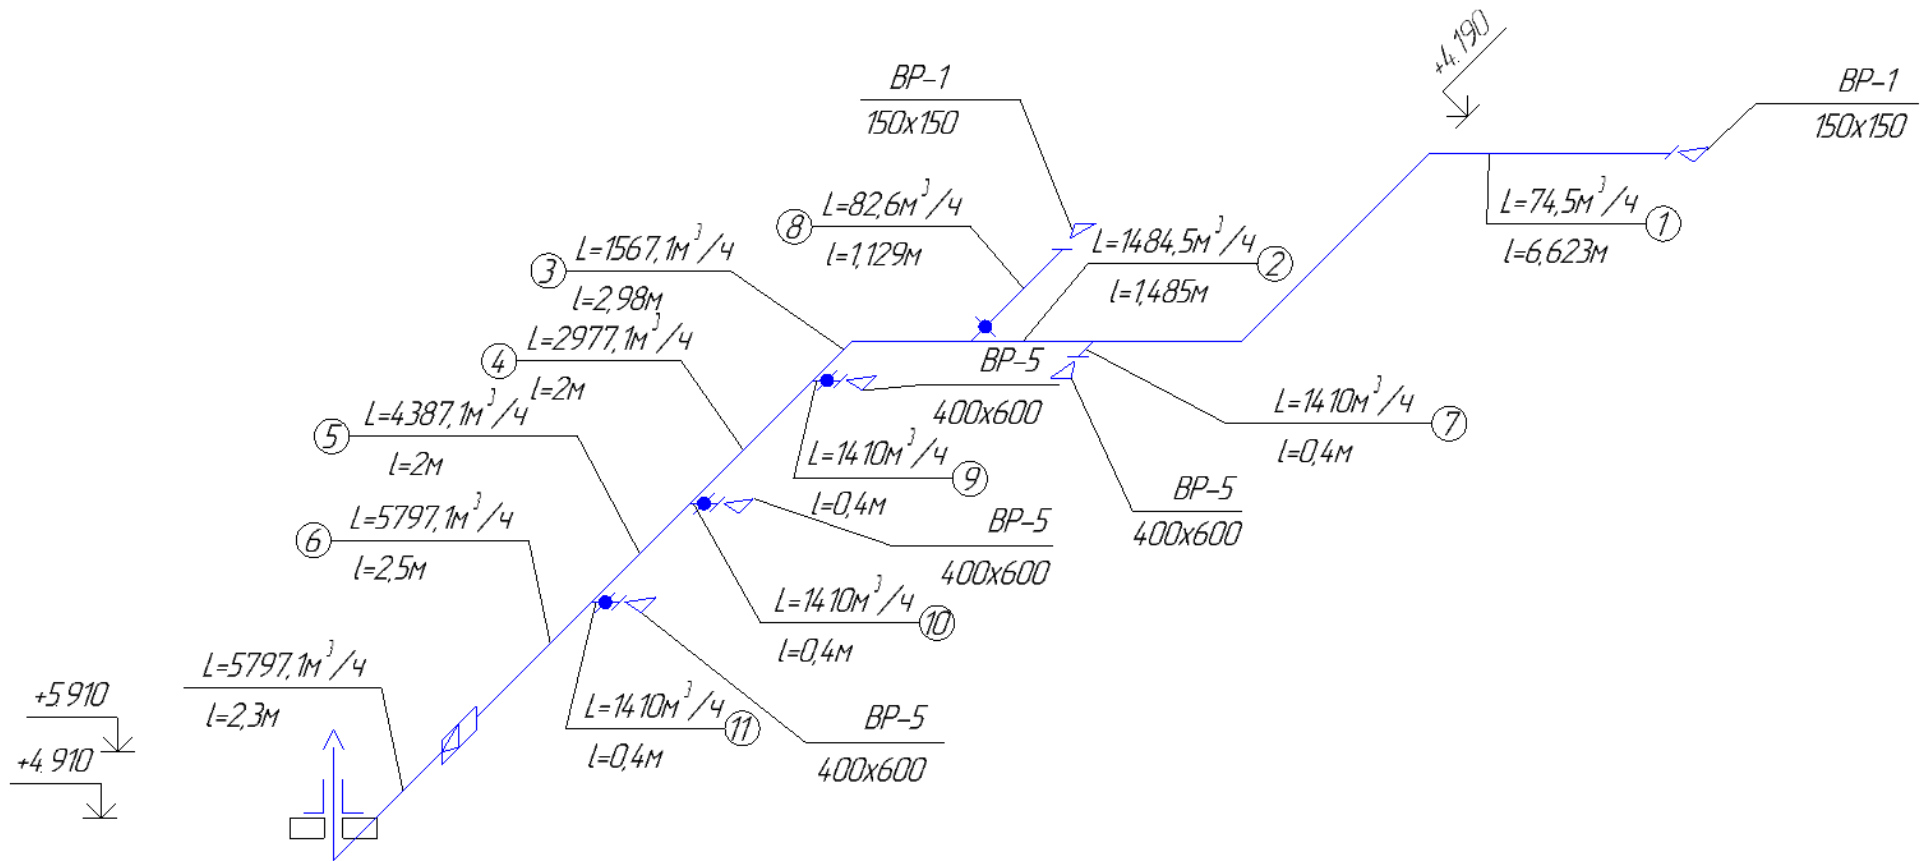 +4.190
ВР-1
150х150
ВР-1
150х150
L=82,6м³/ч
8
l=1,129м
L=74,5м³/ч
1
l=6,623м
L=1567,1м³/ч
3
l=2,98м
L=1484,5м³/ч
2
l=1,485м
L=2977,1м³/ч
4
l=2м
ВР-5
400х600
L=4387,1м³/ч
5
l=2м
L=1410м³/ч
7
l=0,4м
L=1410м³/ч
9
l=0,4м
ВР-5
400х600
L=5797,1м³/ч
6
l=2,5м
ВР-5
400х600
L=1410м³/ч
10
l=0,4м
L=5797,1м³/ч
l=2,3м
L=1410м³/ч
11
l=0,4м
ВР-5
400х600
+5.910
+4.910